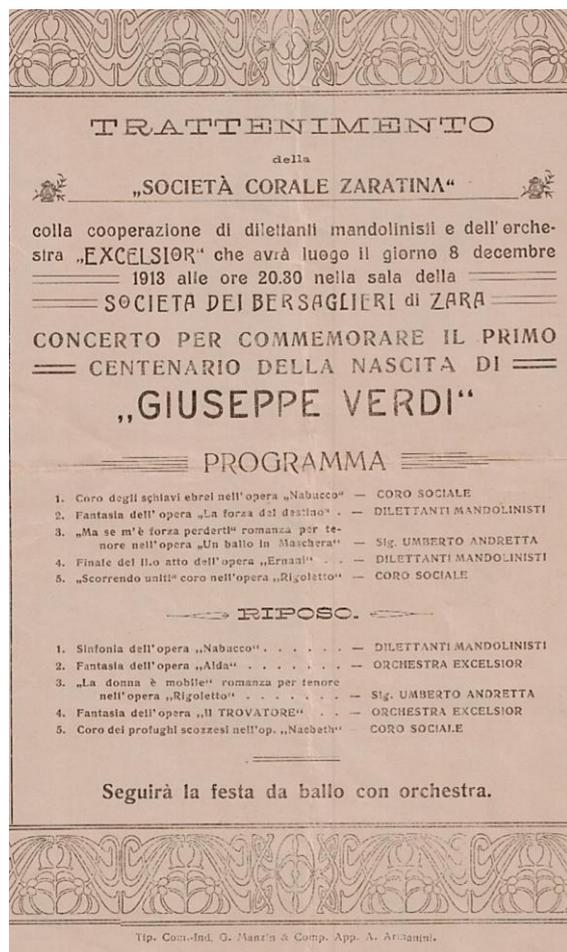 TRATTENIMENTO
della
„SOCIETÀ CORALE ZARATINA“
colla cooperazione di dilettanti mandolinisti e dell'orche-
stra „EXCELSIOR“ che avrà luogo il giorno 8 decembre
1913 alle ore 20.30 nella sala della
SOCIETA DEI BERSAGLIERI di ZARA
CONCERTO PER COMMEMORARE IL PRIMO
CENTENARIO DELLA NASCITA DI
„GIUSEPPE VERDI“
PROGRAMMA
1. Coro degli schiavi ebrei nell'opera „Nabucco“ — CORO SOCIALE
2. Fantasia dell'opera „La forza del destino“ . — DILETTANTI MANDOLINISTI
3. „Ma se m'è forza perderti“ romanza per te-
nore nell'opera „Un ballo in Maschera“ — Sig. UMBERTO ANDRETTA
4. Finale del II.o atto dell'opera „Ernani“ . . — DILETTANTI MANDOLINISTI
5. „Scorrendo uniti“ coro nell'opera „Rigoletto“ — CORO SOCIALE
RIPOSO.
1. Sinfonia dell'opera „Nabucco“ . . . . . . — DILETTANTI MANDOLINISTI
2. Fantasia dell'opera „Aida“ . . . . . . . — ORCHESTRA EXCELSIOR
3. „La donna è mobile“ romanza per tenore
nell'opera „Rigoletto“ . . . . . . . — Sig. UMBERTO ANDRETTA
4. Fantasia dell'opera „Il TROVATORE“ . . — ORCHESTRA EXCELSIOR
5. Coro dei profughi scozzesi nell'op. „Nacbeth“ — CORO SOCIALE
Seguirà la festa da ballo con orchestra.
Tip. Com.-Ind. G. Manzin & Comp. App. A. Armanini.